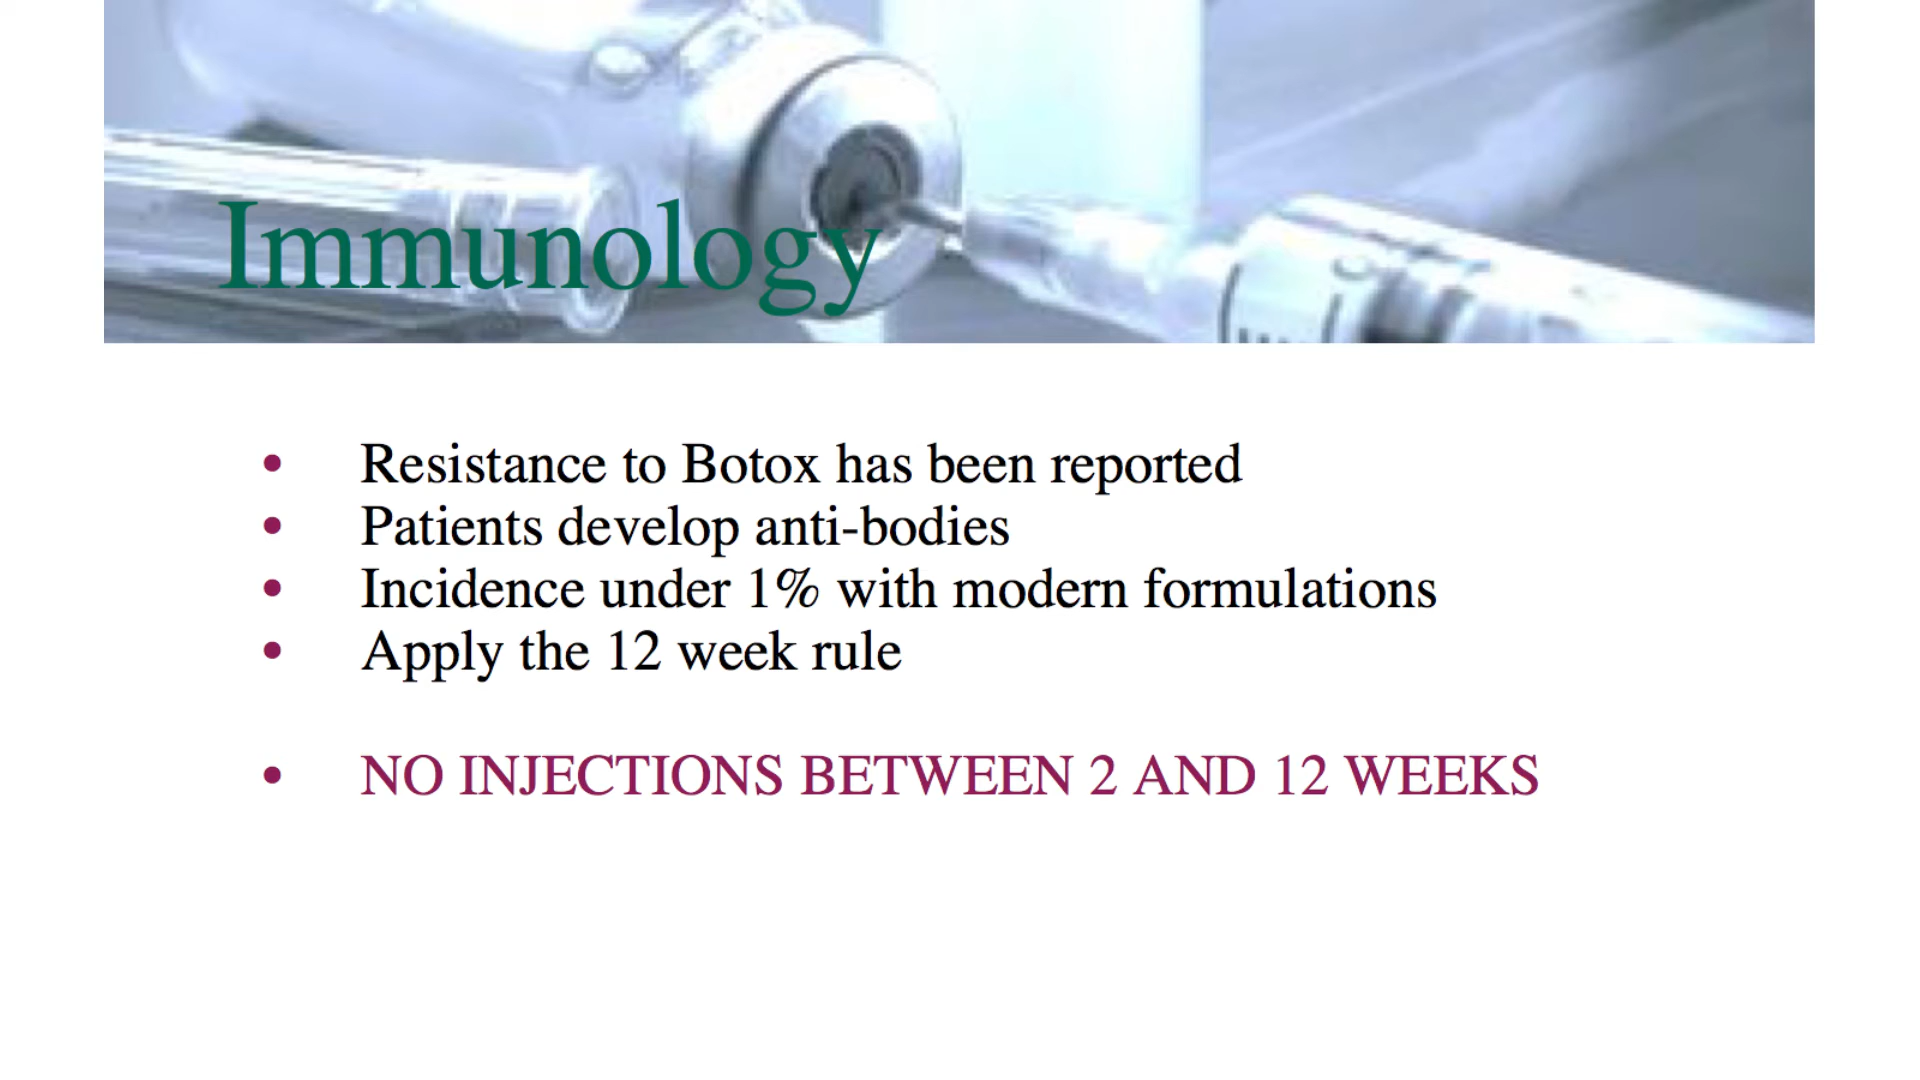 Immunology
• Resistance to Botox has been reported
• Patients develop anti-bodies
• Incidence under 1% with modern formulations
• Apply the 12 week rule
• NO INJECTIONS BETWEEN 2 AND 12 WEEKS